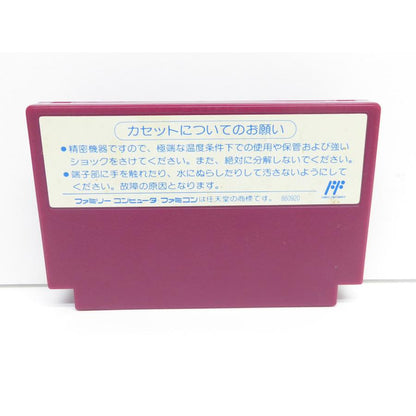 カセットについてのお願い
●精密機器ですので、極端な温度条件下での使用や保管および強い
ショックをさけてください。また、絶対に分解しないでください。
●端子部に手を触れたり、水にぬらしたりして汚さないようにして
ください。故障の原因となります。
ファミリーコンピュータ ファミコンは任天堂の商標です。 860920